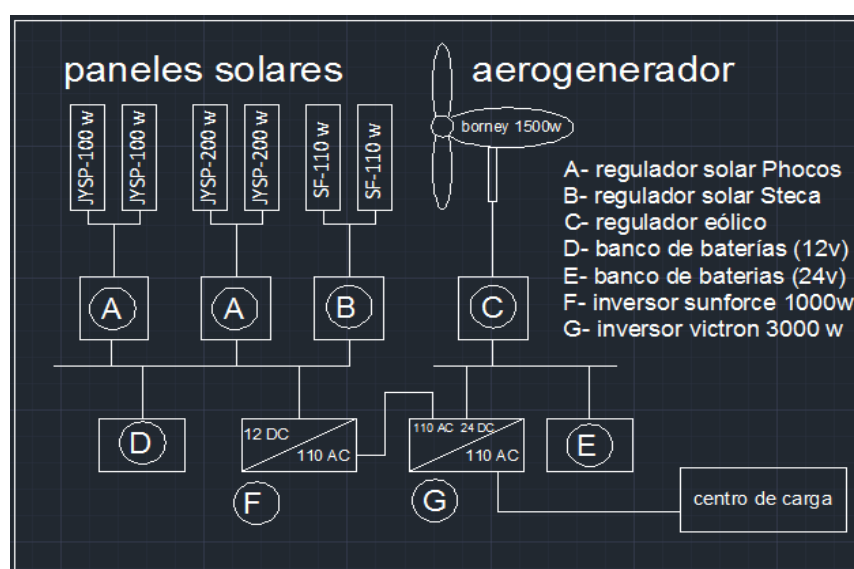 paneles solares
aerogenerador
JYSP-100 w
JYSP-100 w
JYSP-200 w
JYSP-200 w
SF-110 w
SF-110 w
borney 1500w
A- regulador solar Phocos
B- regulador solar Steca
C- regulador eólico
D- banco de baterías (12v)
E- banco de baterias (24v)
F- inversor sunforce 1000w
G- inversor victron 3000 w
A
A
B
C
D
12 DC
110 AC
F
110 AC 24 DC
110 AC
G
E
centro de carga